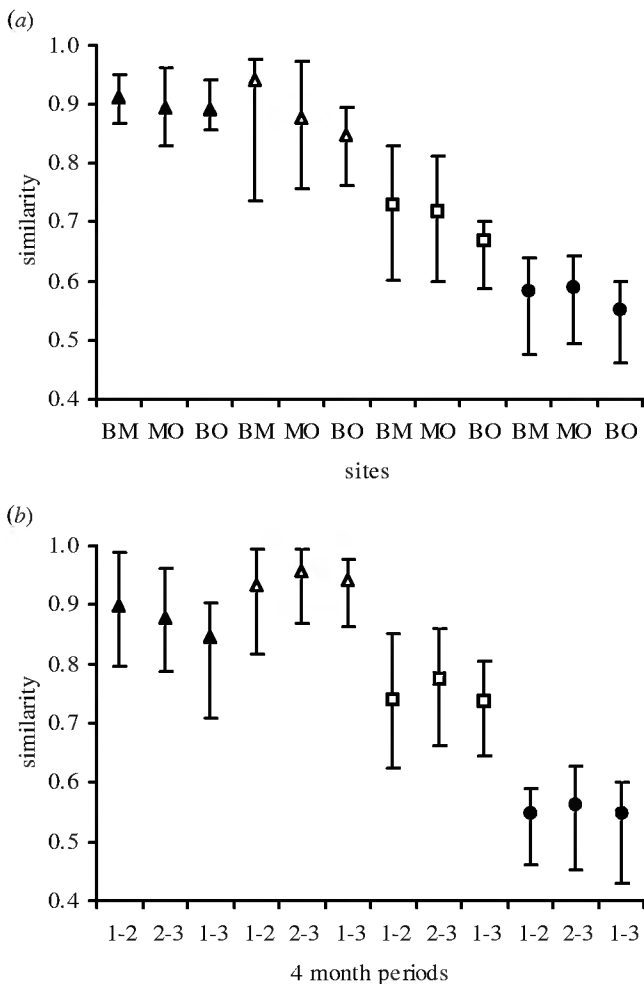 (a)
1.0
0.9
0.8
0.7
0.6
0.5
0.4
similarity
BM MO BO BM MO BO BM MO BO BM MO BO
sites
(b)
1.0
0.9
0.8
0.7
0.6
0.5
0.4
similarity
1-2 2-3 1-3 1-2 2-3 1-3 1-2 2-3 1-3 1-2 2-3 1-3
4 month periods